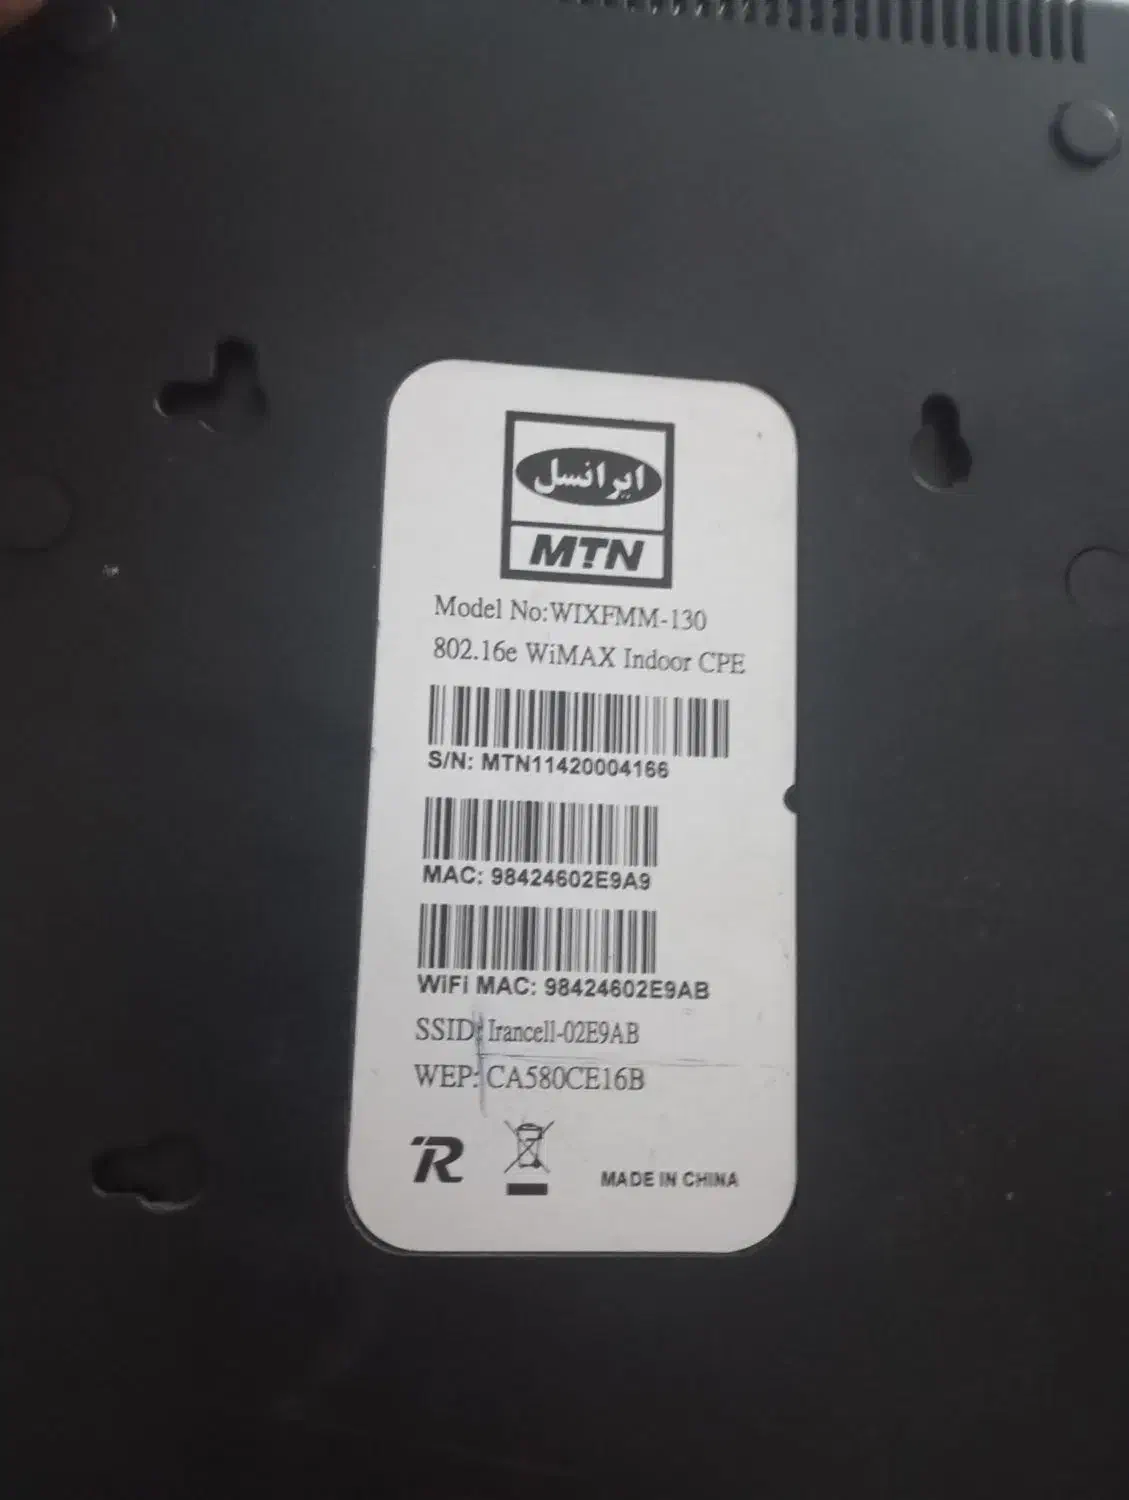 ایرانسل
MTN
Model No:WIXFMM-130
802.16e WiMAX Indoor CPE
S/N: MTN11420004166
MAC: 98424602E9A9
WiFi MAC: 98424602E9AB
SSID: Irancell-02E9AB
WEP: CA580CE16B
R
MADE IN CHINA